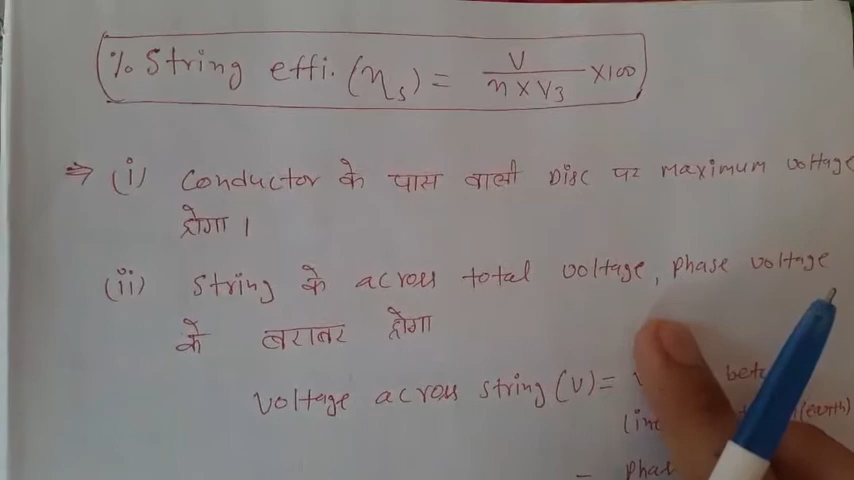 % String effi. (η_s) = V / n × V3 × 100
⇒ (i) Conductor के पास वाली Disc पर maximum voltage
होगा ।
(ii) String के across total voltage, phase voltage
के बराबर होगा
Voltage across string (V) =
(earth)
=